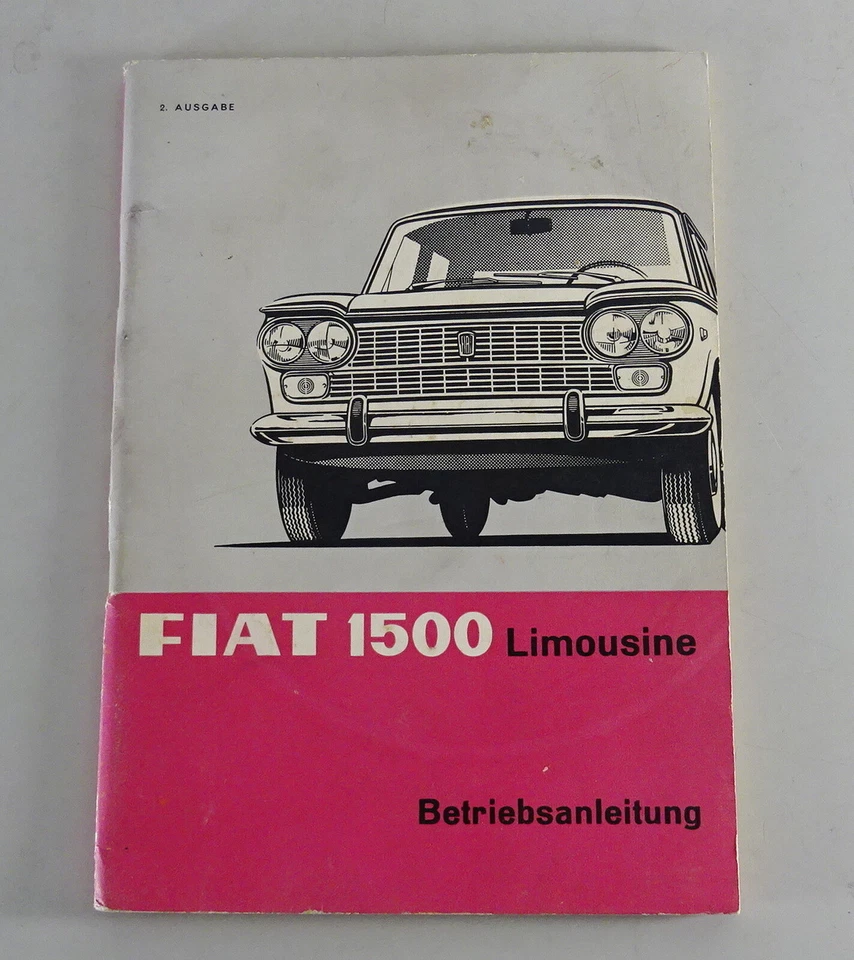 2. AUSGABE
FIAT 1500 Limousine
Betriebsanleitung